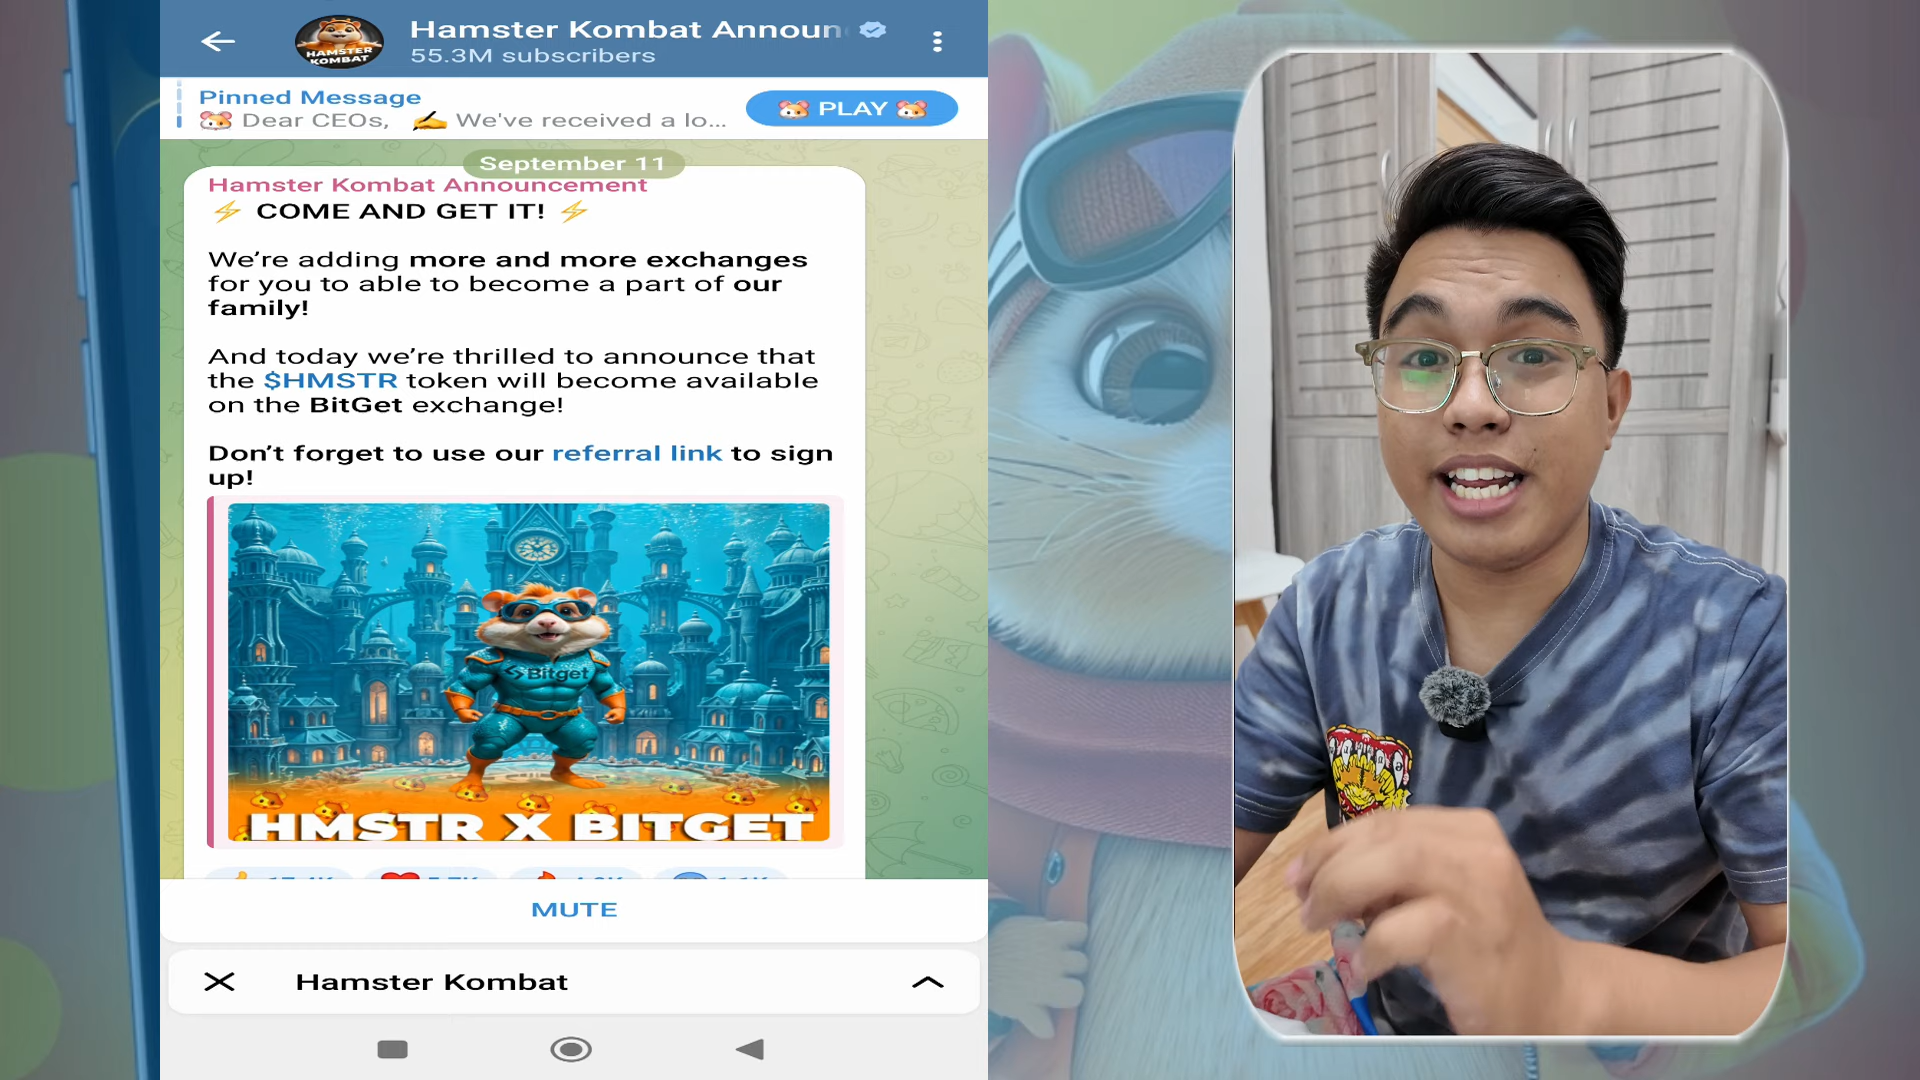 Hamster Kombat Announ
55.3M subscribers
HAMSTER
KOMBAT
Pinned Message
🐹 Dear CEOs, ✍️ We've received a lo...
🐹 PLAY 🐹
September 11
Hamster Kombat Announcement
⚡ COME AND GET IT! ⚡
We’re adding more and more exchanges
for you to able to become a part of our
family!
And today we’re thrilled to announce that
the $HMSTR token will become available
on the BitGet exchange!
Don’t forget to use our referral link to sign
up!
Bitget
HMSTR X BITGET
MUTE
Hamster Kombat